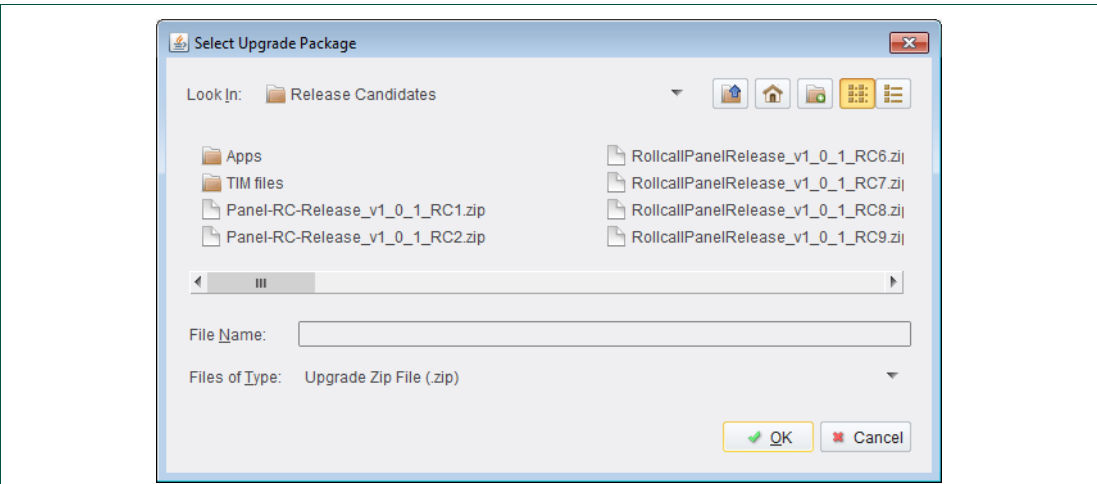 Select Upgrade Package
Look In: Release Candidates
Apps
TIM files
Panel-RC-Release_v1_0_1_RC1.zip
Panel-RC-Release_v1_0_1_RC2.zip
RollcallPanelRelease_v1_0_1_RC6.zi
RollcallPanelRelease_v1_0_1_RC7.zi
RollcallPanelRelease_v1_0_1_RC8.zi
RollcallPanelRelease_v1_0_1_RC9.zi
File Name:
Files of Type: Upgrade Zip File (.zip)
OK Cancel